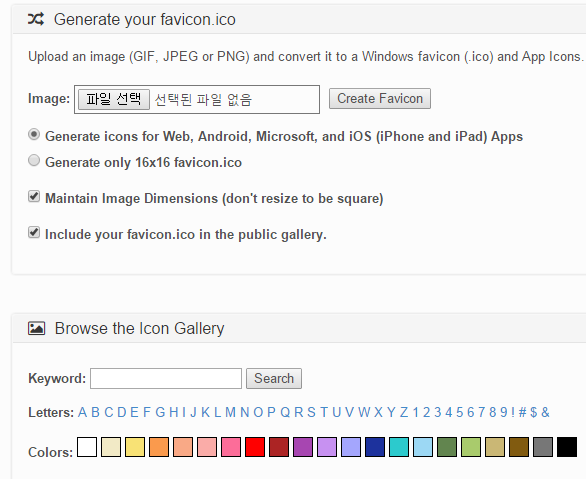 Generate your favicon.ico
Upload an image (GIF, JPEG or PNG) and convert it to a Windows favicon (.ico) and App Icons.
Image: 파일 선택 선택된 파일 없음 Create Favicon
Generate icons for Web, Android, Microsoft, and iOS (iPhone and iPad) Apps
Generate only 16x16 favicon.ico
Maintain Image Dimensions (don't resize to be square)
Include your favicon.ico in the public gallery.
Browse the Icon Gallery
Keyword: Search
Letters: A B C D E F G H I J K L M N O P Q R S T U V W X Y Z 1 2 3 4 5 6 7 8 9 ! # $ &
Colors: